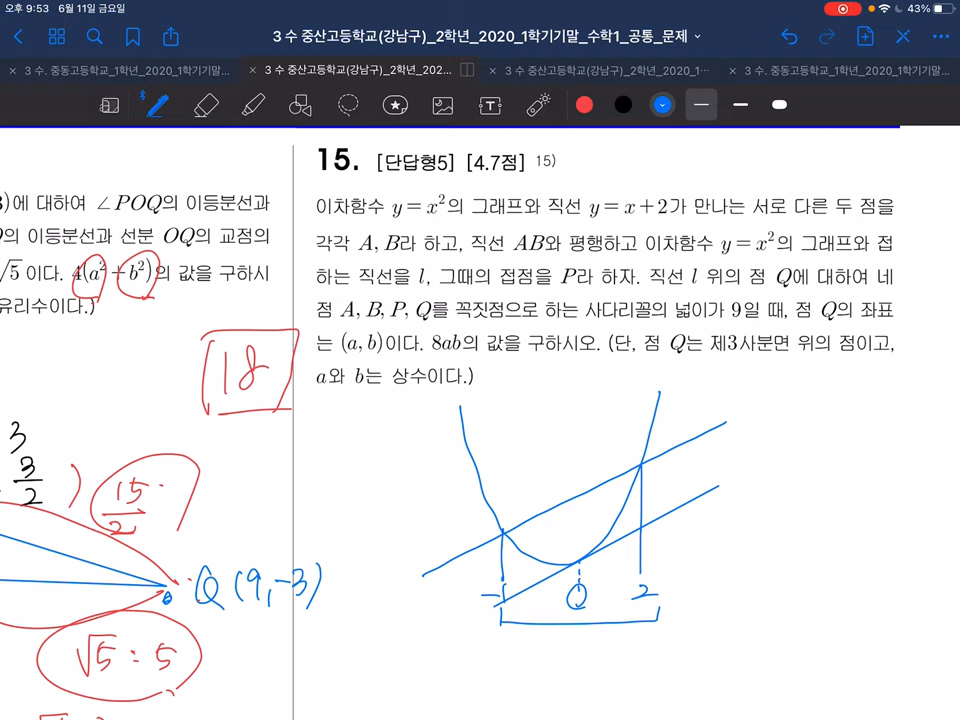 오후 9:53 6월 11일 금요일
43%
3 수 중산고등학교(강남구)_2학년_2020_1학기기말_수학1_공통_문제
3 수. 중동고등학교_1학년_2020_1학기기말...
3 수 중산고등학교(강남구)_2학년_202...
3 수 중산고등학교(강남구)_2학년_2020_1...
3 수. 중동고등학교_1학년_2020_1학기기말...
3)에 대하여 ∠POQ의 이등분선과
의 이등분선과 선분 OQ의 교점의
√5 이다. 4(a²+b²)의 값을 구하시
유리수이다.)
18
3
3/2 )
15/2
Q (9,-3)
√5 : 5
15. [단답형5] [4.7점] 15)
이차함수 y=x²의 그래프와 직선 y=x+2가 만나는 서로 다른 두 점을
각각 A, B라 하고, 직선 AB와 평행하고 이차함수 y=x²의 그래프와 접
하는 직선을 l, 그때의 접점을 P라 하자. 직선 l 위의 점 Q에 대하여 네
점 A, B, P, Q를 꼭짓점으로 하는 사다리꼴의 넓이가 9일 때, 점 Q의 좌표
는 (a, b)이다. 8ab의 값을 구하시오. (단, 점 Q는 제3사분면 위의 점이고,
a와 b는 상수이다.)
-1 2